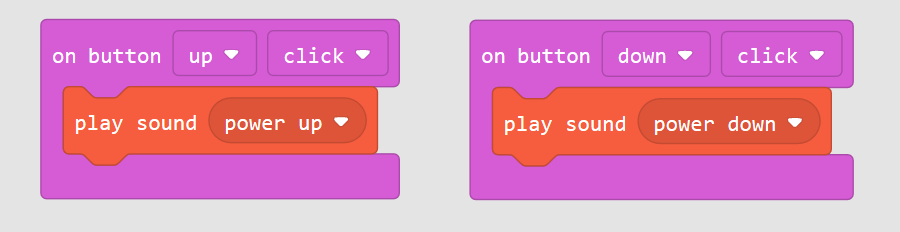 on button up click
play sound power up
on button down click
play sound power down